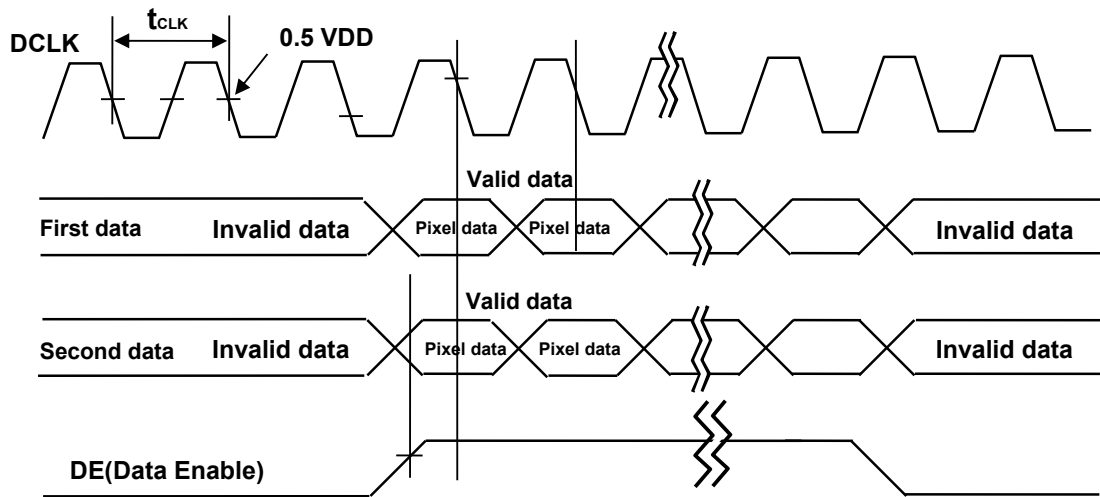 tCLK
DCLK
0.5 VDD
Valid data
First data
Invalid data
Pixel data
Pixel data
Invalid data
Valid data
Second data
Invalid data
Pixel data
Pixel data
Invalid data
DE(Data Enable)